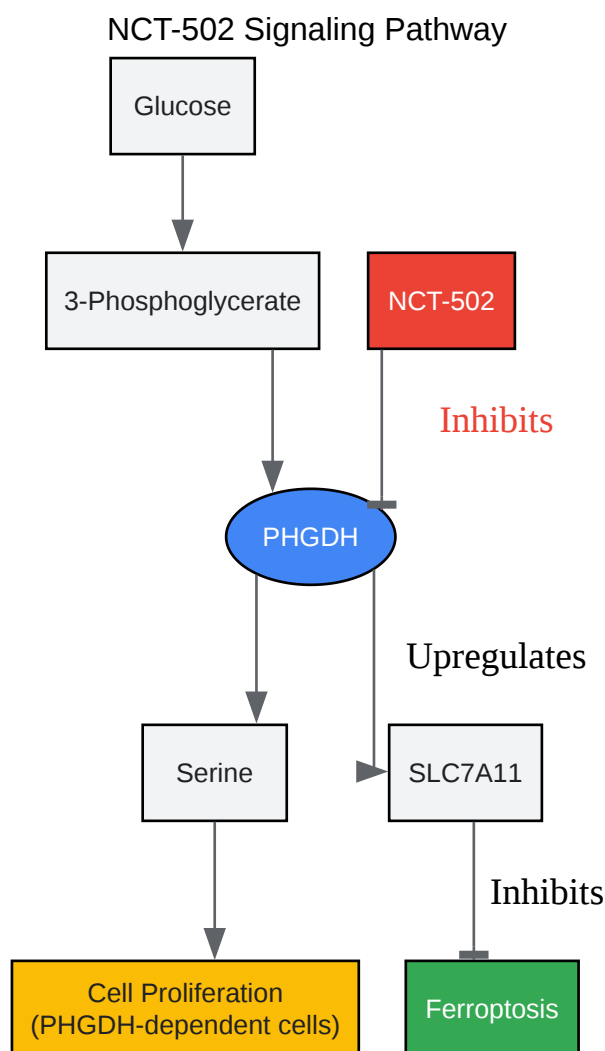 NCT-502 Signaling Pathway
Glucose
3-Phosphoglycerate
NCT-502
Inhibits
PHGDH
Upregulates
Serine
SLC7A11
Inhibits
Cell Proliferation
(PHGDH-dependent cells)
Ferroptosis